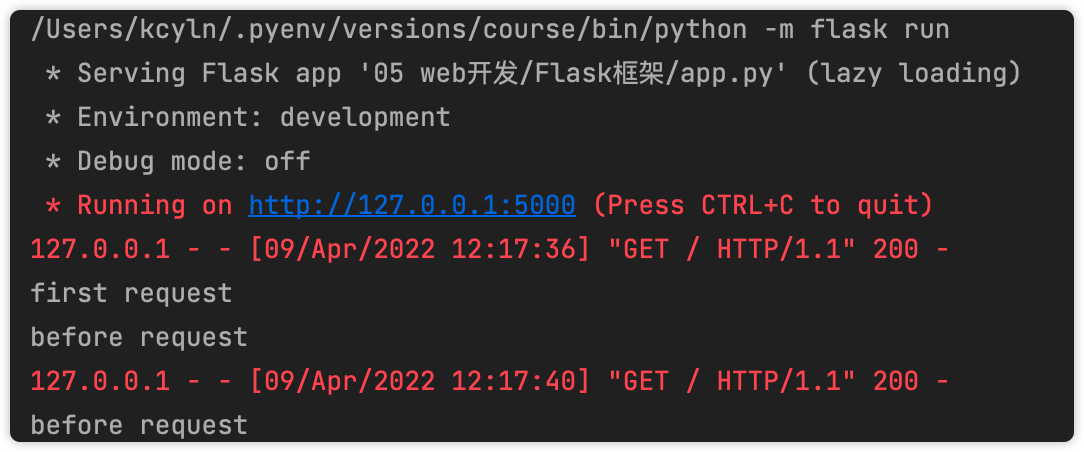 /Users/kcyln/.pyenv/versions/course/bin/python -m flask run
* Serving Flask app '05 web开发/Flask框架/app.py' (lazy loading)
* Environment: development
* Debug mode: off
* Running on http://127.0.0.1:5000 (Press CTRL+C to quit)
127.0.0.1 - - [09/Apr/2022 12:17:36] "GET / HTTP/1.1" 200 -
first request
before request
127.0.0.1 - - [09/Apr/2022 12:17:40] "GET / HTTP/1.1" 200 -
before request